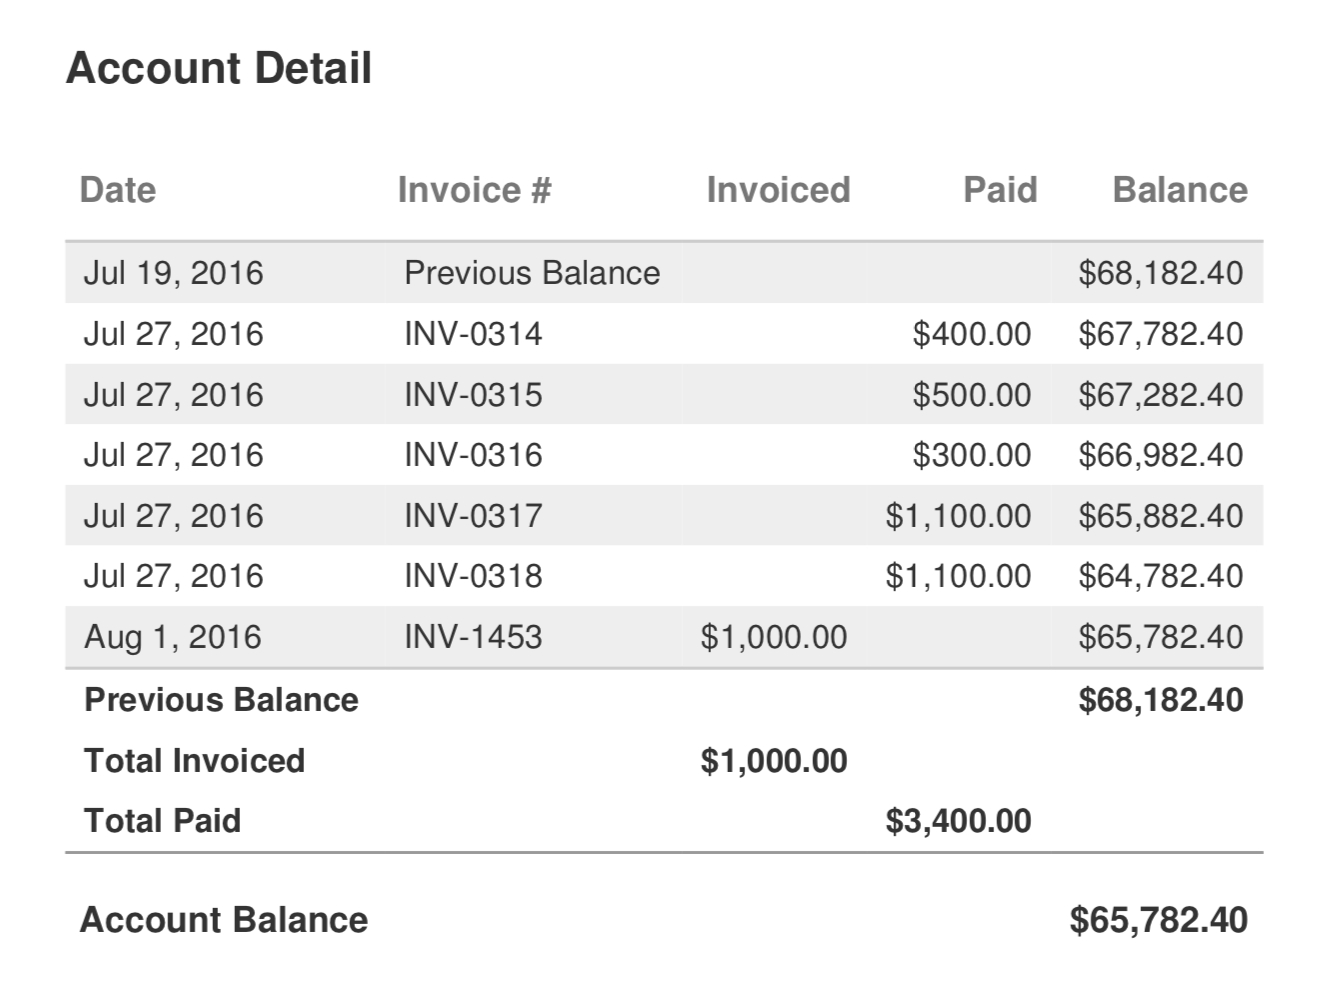 Account Detail
Date Invoice # Invoiced Paid Balance
Jul 19, 2016 Previous Balance $68,182.40
Jul 27, 2016 INV-0314 $400.00 $67,782.40
Jul 27, 2016 INV-0315 $500.00 $67,282.40
Jul 27, 2016 INV-0316 $300.00 $66,982.40
Jul 27, 2016 INV-0317 $1,100.00 $65,882.40
Jul 27, 2016 INV-0318 $1,100.00 $64,782.40
Aug 1, 2016 INV-1453 $1,000.00 $65,782.40
Previous Balance $68,182.40
Total Invoiced $1,000.00
Total Paid $3,400.00
Account Balance $65,782.40